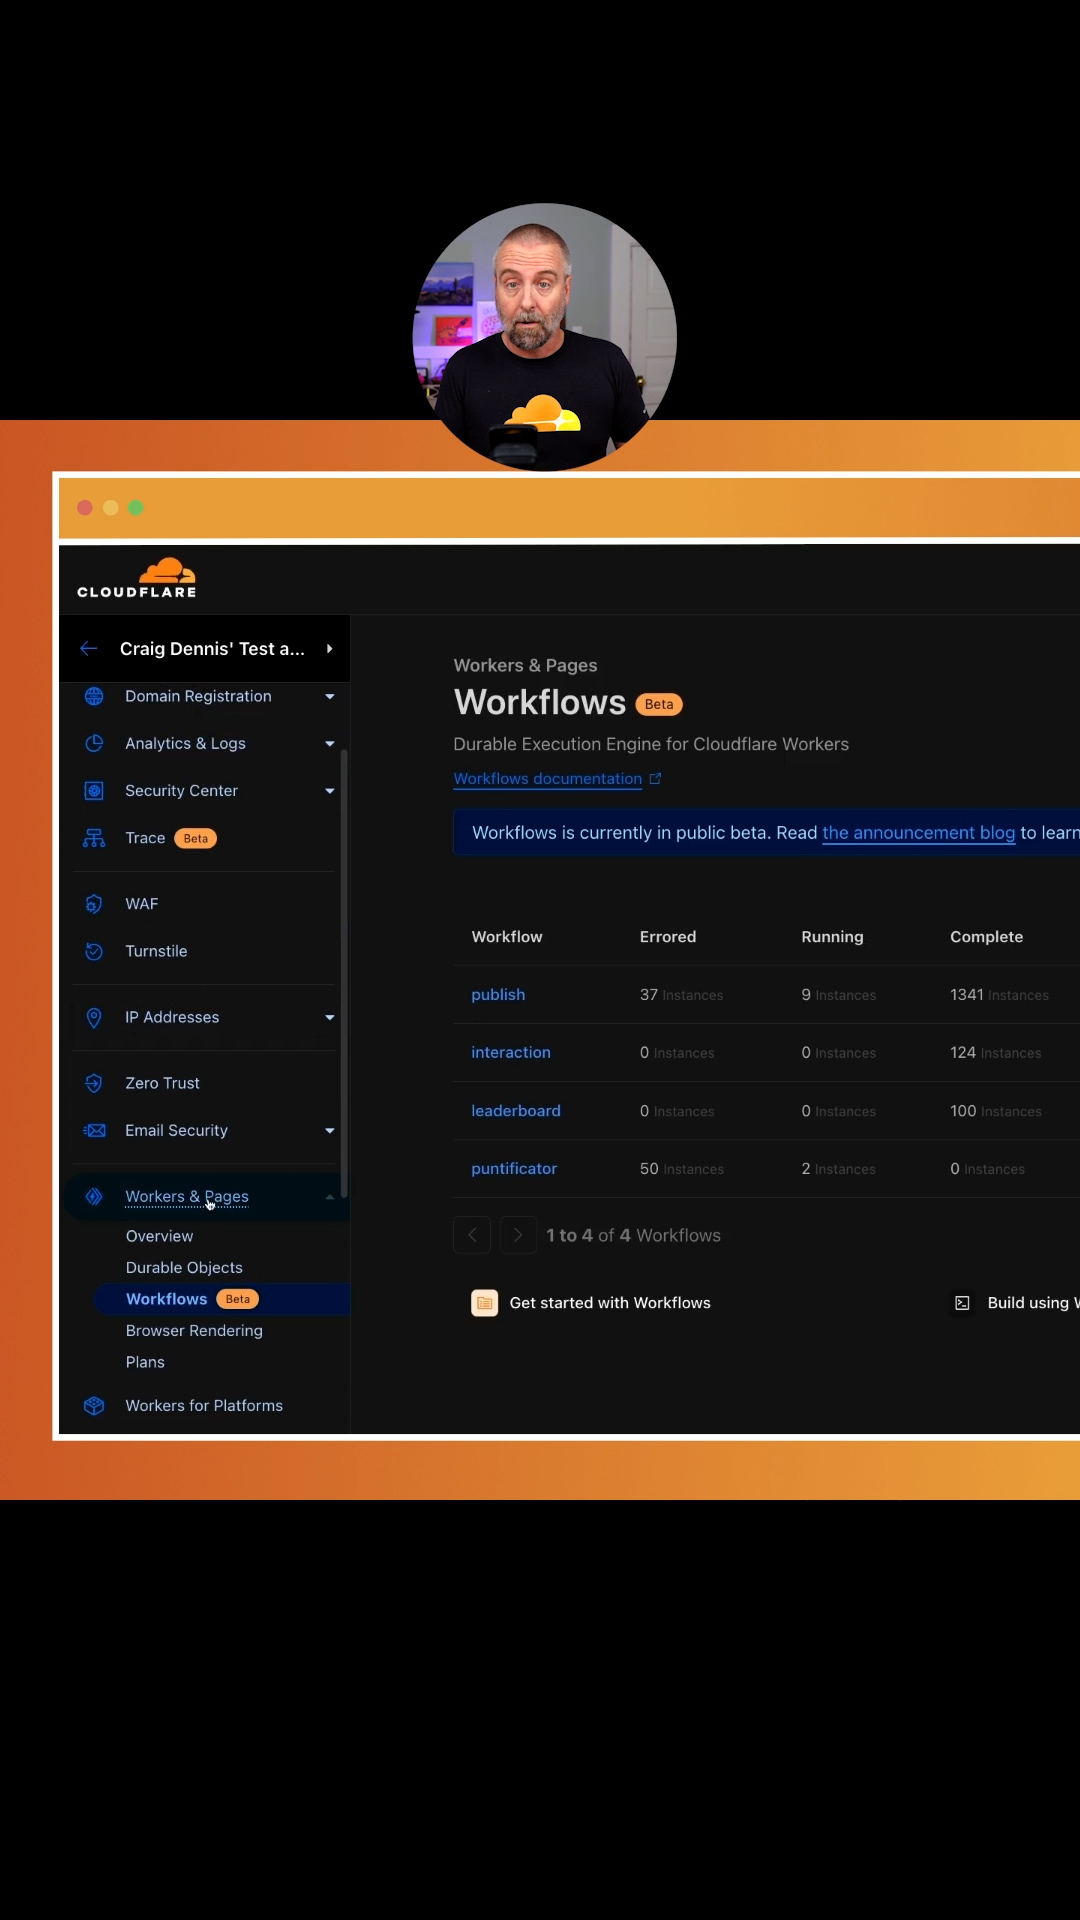 CLOUDFLARE
Craig Dennis' Test a...
Domain Registration
Analytics & Logs
Security Center
Trace Beta
WAF
Turnstile
IP Addresses
Zero Trust
Email Security
Workers & Pages
Overview
Durable Objects
Workflows Beta
Browser Rendering
Plans
Workers for Platforms
Workers & Pages
Workflows Beta
Durable Execution Engine for Cloudflare Workers
Workflows documentation
Workflows is currently in public beta. Read the announcement blog to learn
Workflow Errored Running Complete
publish 37 Instances 9 Instances 1341 Instances
interaction 0 Instances 0 Instances 124 Instances
leaderboard 0 Instances 0 Instances 100 Instances
puntificator 50 Instances 2 Instances 0 Instances
1 to 4 of 4 Workflows
Get started with Workflows
Build using